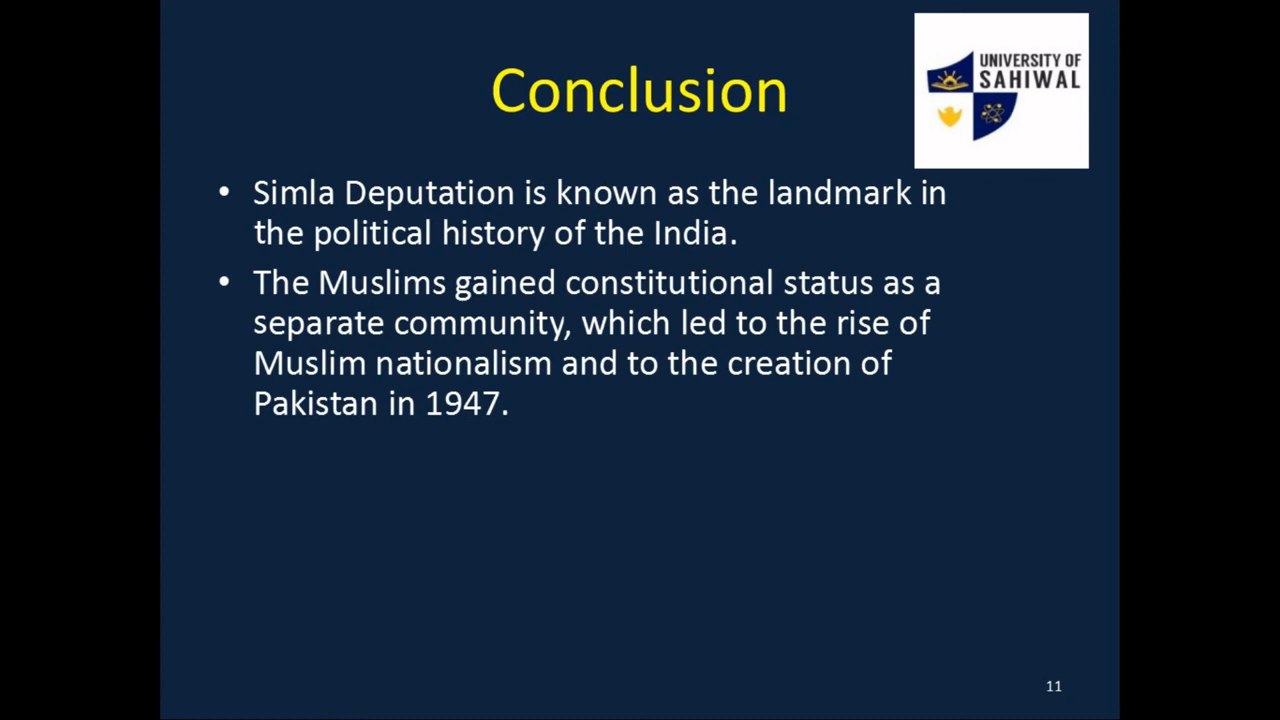 UNIVERSITY OF
SAHIWAL
Conclusion
• Simla Deputation is known as the landmark in
the political history of the India.
• The Muslims gained constitutional status as a
separate community, which led to the rise of
Muslim nationalism and to the creation of
Pakistan in 1947.
11